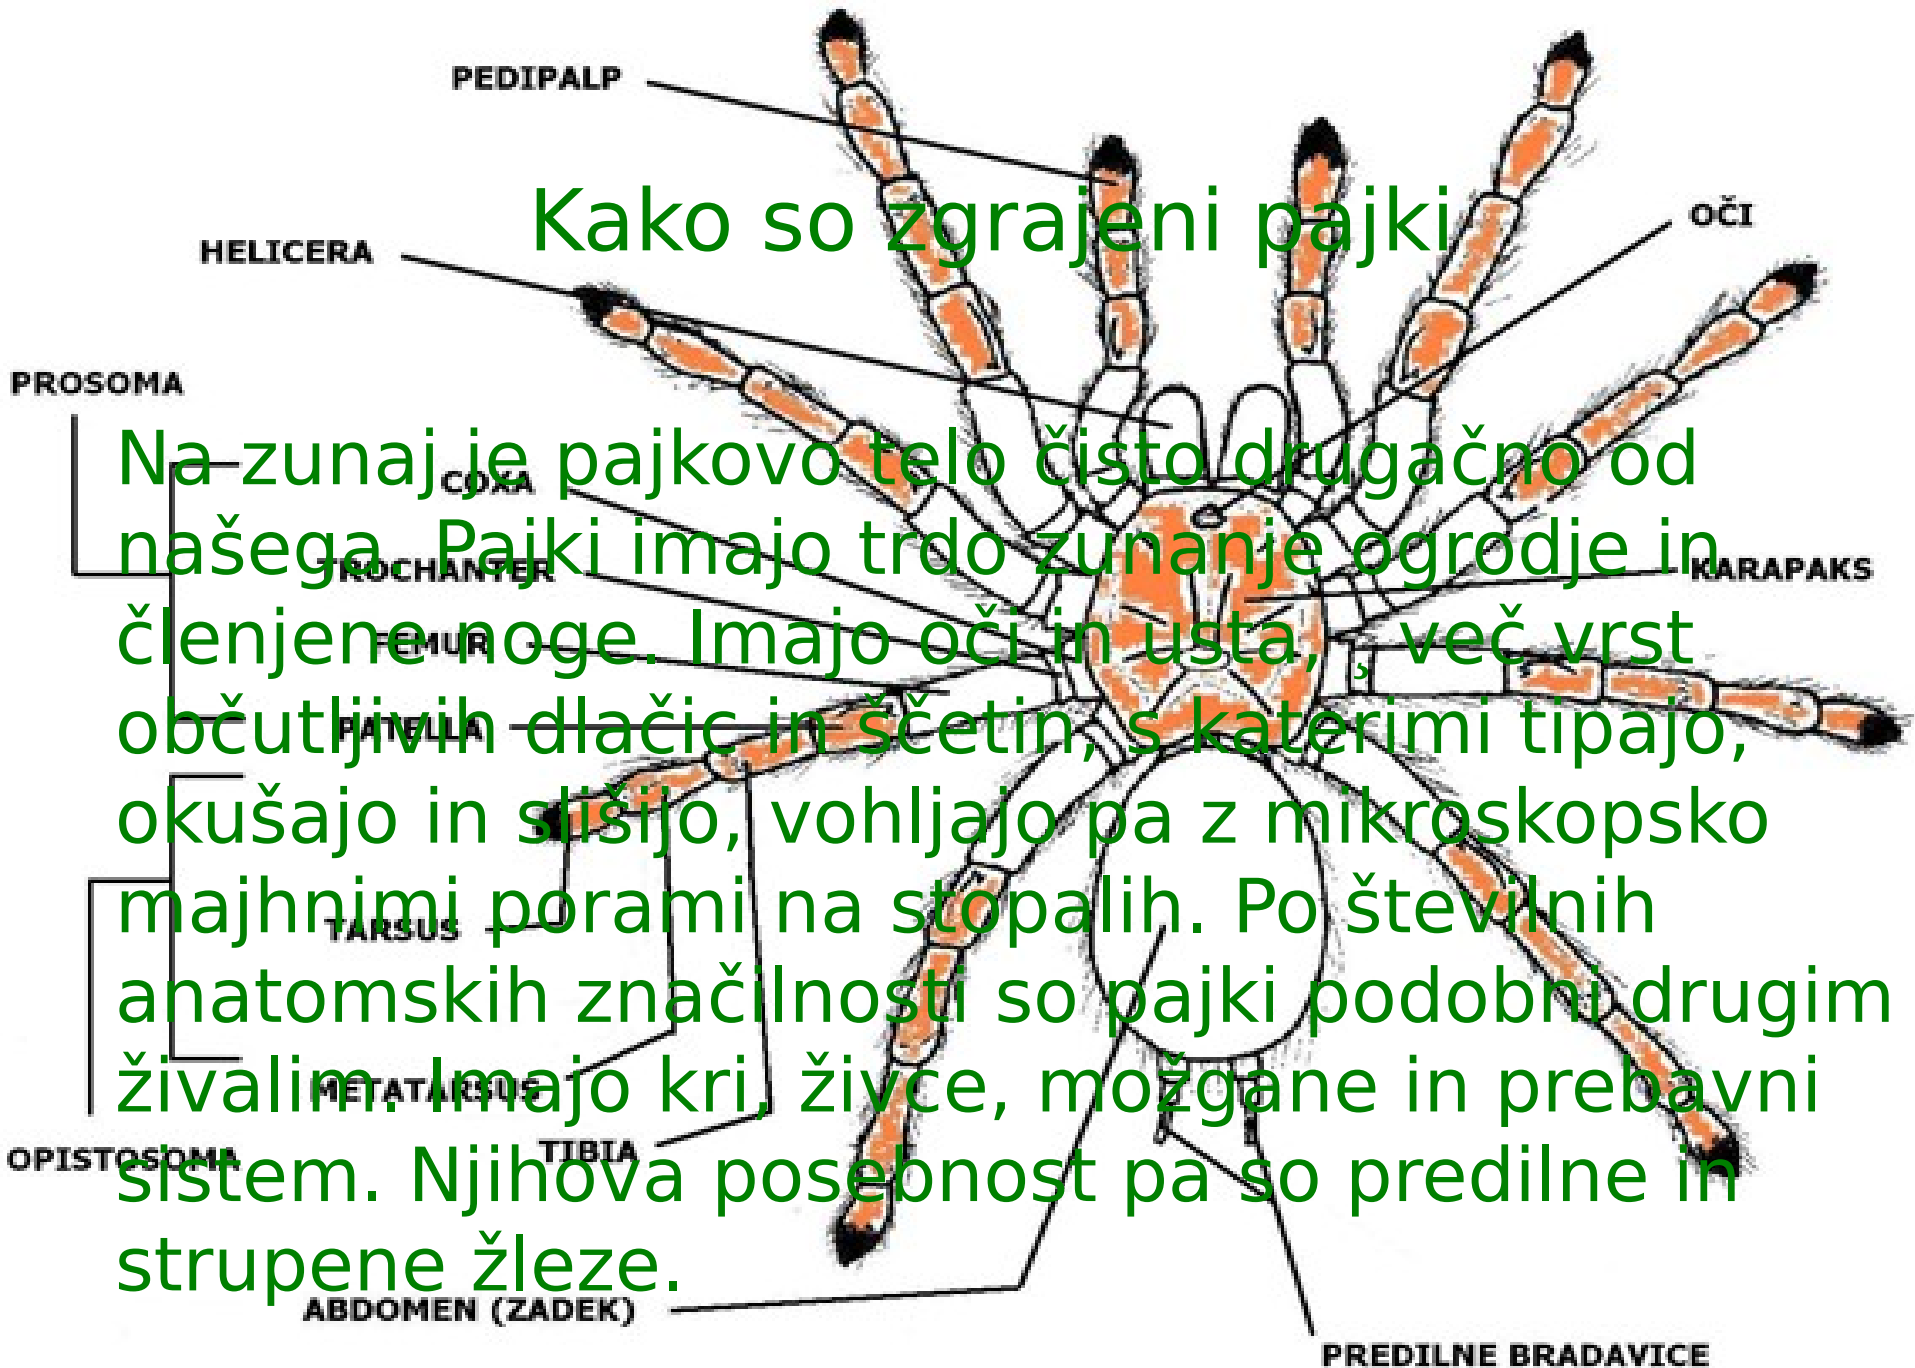 PEDIPALP
Kako so zgrajeni pajki
OČI
HELICERA
PROSOMA
Na zunaj je pajkovo telo čisto drugačno od
COXA
našega. Pajki imajo trdo zunanje ogrodje in
TROCHANTER
KARAPAKS
členjene noge. Imajo oči in usta, , več vrst
FEMUR
občutljivih dlačic in ščetin, s katerimi tipajo,
PATELLA
okušajo in slišijo, vohljajo pa z mikroskopsko
majhnimi porami na stopalih. Po številnih
TARSUS
anatomskih značilnosti so pajki podobni drugim
živalim. Imajo kri, živce, možgane in prebavni
METATARSUS
TIBIA
OPISTOSOMA
sistem. Njihova posebnost pa so predilne in
strupene žleze.
ABDOMEN (ZADEK)
PREDILNE BRADAVICE